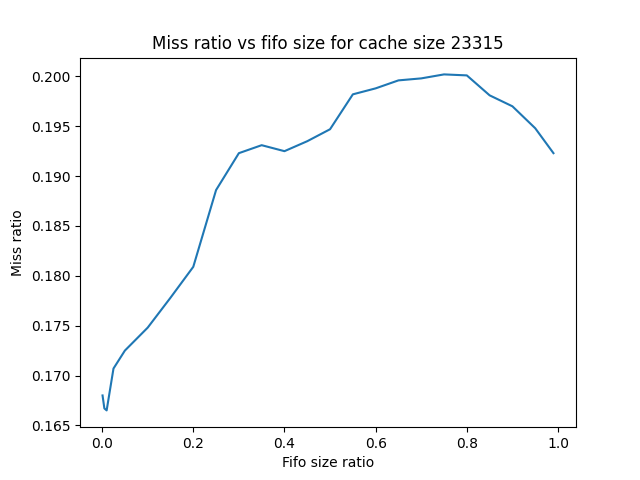 Miss ratio vs fifo size for cache size 23315
0.200
0.195
0.190
0.185
0.180
0.175
0.170
0.165
Miss ratio
0.0 0.2 0.4 0.6 0.8 1.0
Fifo size ratio